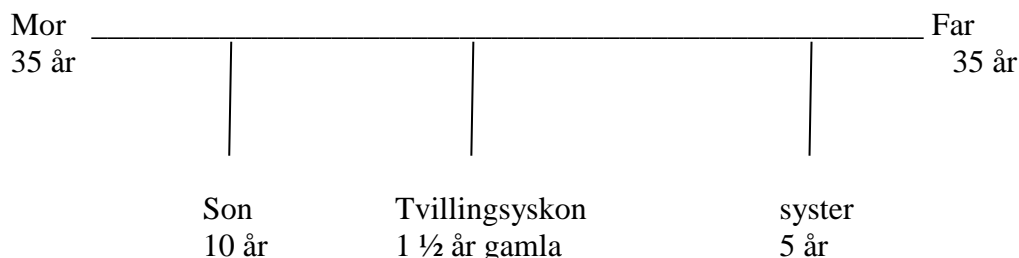 Mor Far
35 år 35 år
Son Tvillingsyskon syster
10 år 1 ½ år gamla 5 år